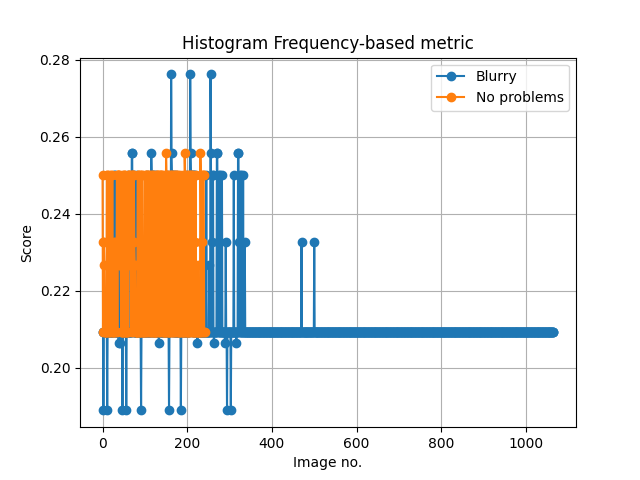 Histogram Frequency-based metric
Blurry
No problems
0.28
0.26
0.24
0.22
0.20
Score
0
200
400
600
800
1000
Image no.